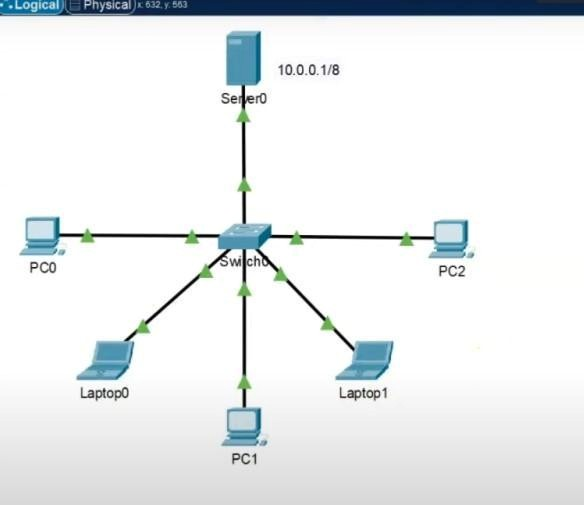 Logical Physical x: 632, y: 563
10.0.0.1/8
Server0
PC0
Switch0
PC2
Laptop0
Laptop1
PC1